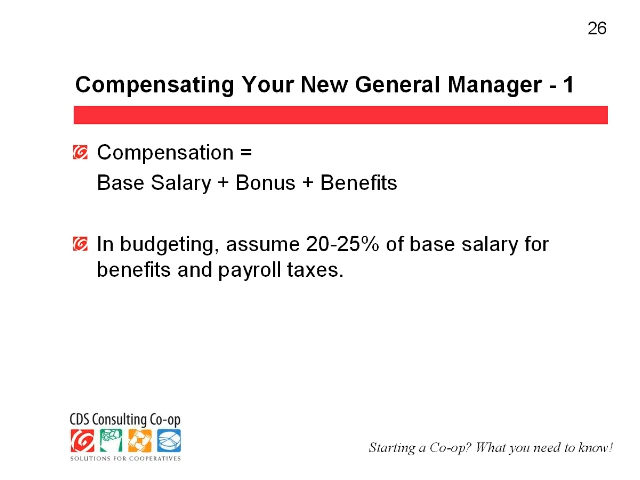 26
Compensating Your New General Manager - 1
Compensation =
Base Salary + Bonus + Benefits
In budgeting, assume 20-25% of base salary for
benefits and payroll taxes.
CDS Consulting Co-op
SOLUTIONS FOR COOPERATIVES
Starting a Co-op? What you need to know!